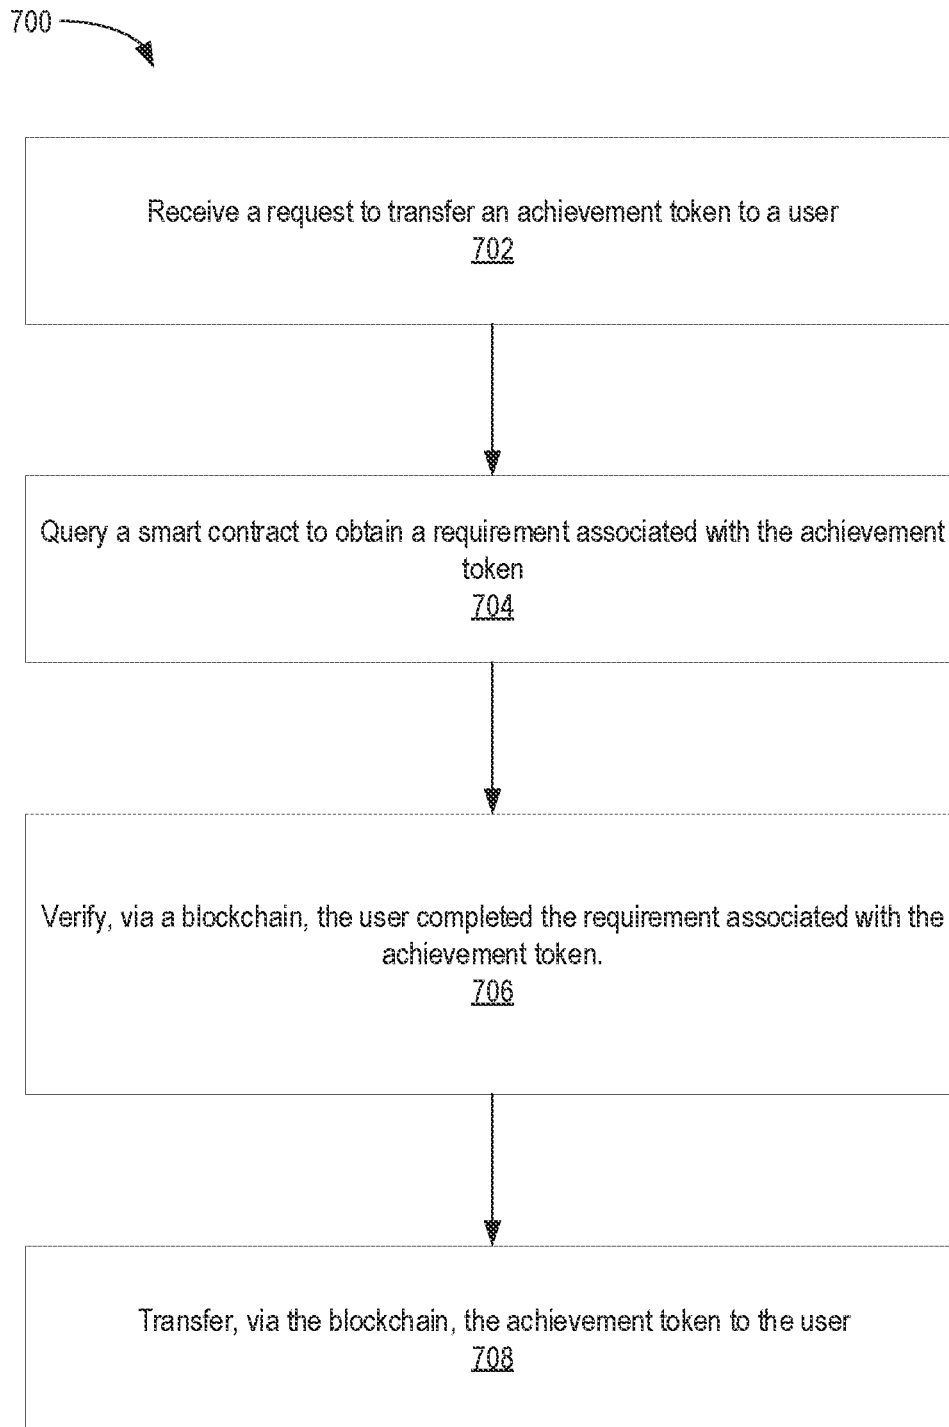 700
Receive a request to transfer an achievement token to a user
702
Query a smart contract to obtain a requirement associated with the achievement
token
704
Verify, via a blockchain, the user completed the requirement associated with the
achievement token.
706
Transfer, via the blockchain, the achievement token to the user
708